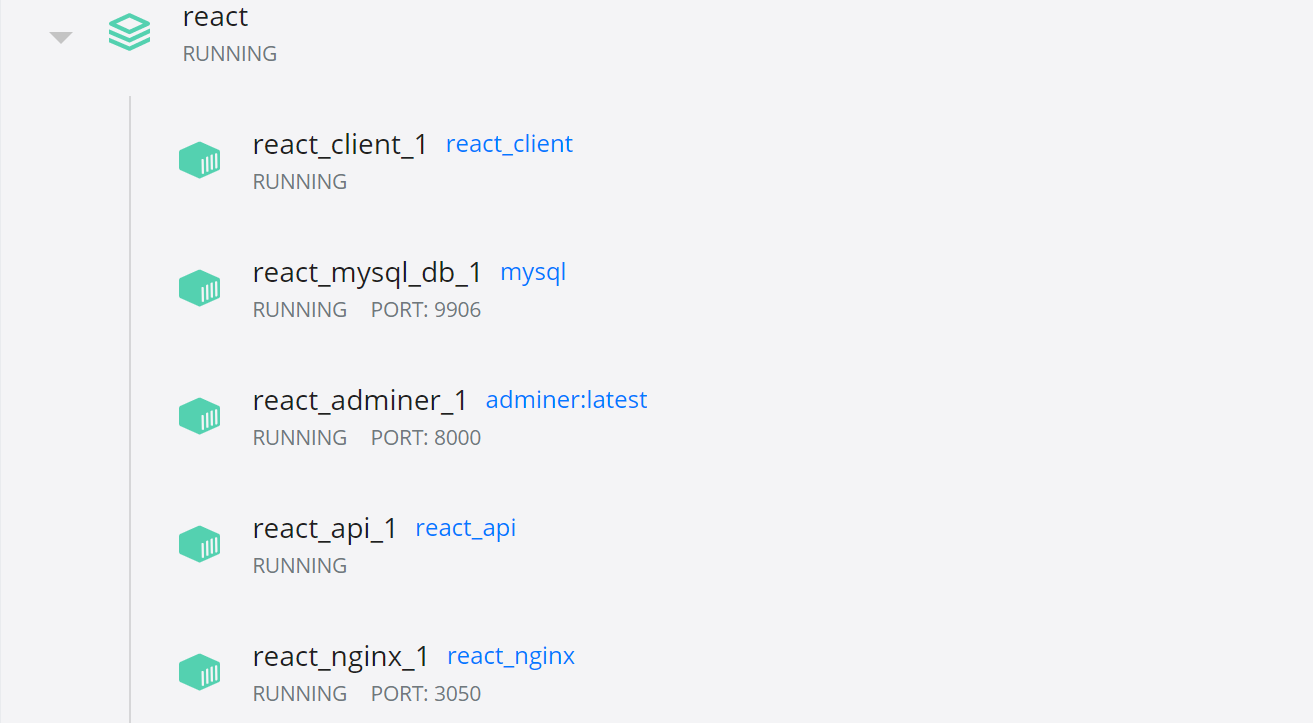 react
RUNNING
react_client_1 react_client
RUNNING
react_mysql_db_1 mysql
RUNNING PORT: 9906
react_adminer_1 adminer:latest
RUNNING PORT: 8000
react_api_1 react_api
RUNNING
react_nginx_1 react_nginx
RUNNING PORT: 3050